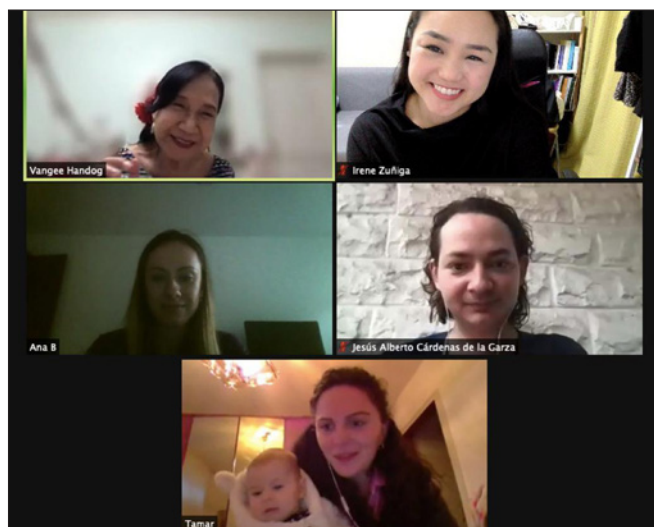 Vangee Handog
Irene Zuñiga
Ana B
Jesús Alberto Cárdenas de la Garza
Tamar